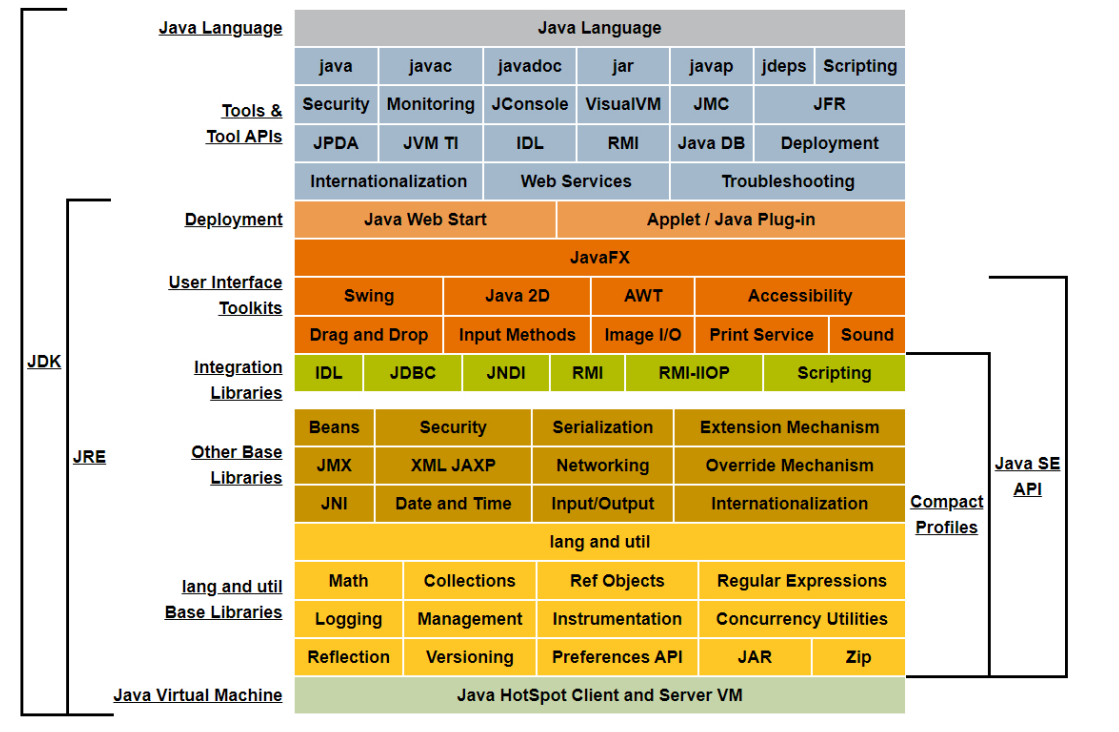 Java Language Java Language
java javac javadoc jar javap jdeps Scripting
Security Monitoring JConsole VisualVM JMC JFR
Tools &
Tool APIs
JPDA JVM TI IDL RMI Java DB Deployment
Internationalization Web Services Troubleshooting
Deployment Java Web Start Applet / Java Plug-in
JavaFX
User Interface
Toolkits
Swing Java 2D AWT Accessibility
Drag and Drop Input Methods Image I/O Print Service Sound
JDK
Integration
Libraries
IDL JDBC JNDI RMI RMI-IIOP Scripting
Beans Security Serialization Extension Mechanism
JRE
Other Base
Libraries
JMX XML JAXP Networking Override Mechanism
Java SE
API
JNI Date and Time Input/Output Internationalization
Compact
Profiles
lang and util
lang and util
Base Libraries
Math Collections Ref Objects Regular Expressions
Logging Management Instrumentation Concurrency Utilities
Reflection Versioning Preferences API JAR Zip
Java Virtual Machine Java HotSpot Client and Server VM